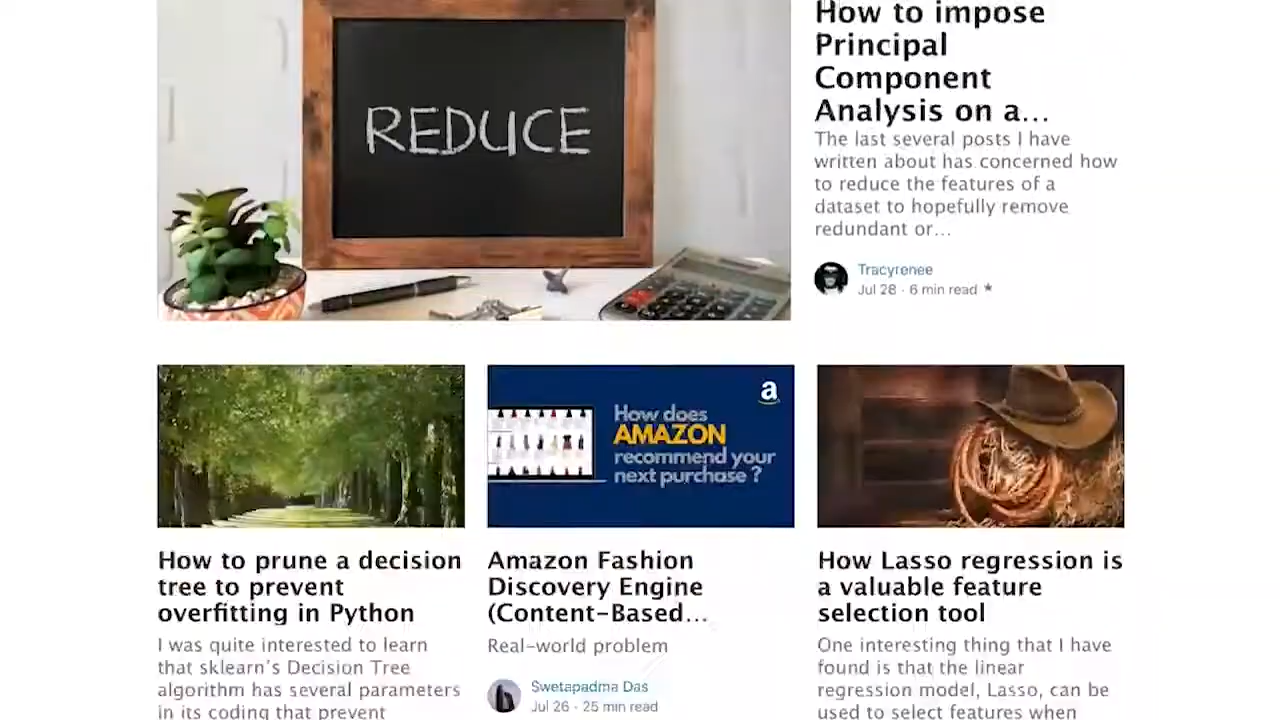 REDUCE
How to impose
Principal
Component
Analysis on a...
The last several posts I have
written about has concerned how
to reduce the features of a
dataset to hopefully remove
redundant or...
Tracyrenee
Jul 28 · 6 min read ★
a
How does
AMAZON
recommend your
next purchase ?
How to prune a decision
tree to prevent
overfitting in Python
I was quite interested to learn
that sklearn's Decision Tree
algorithm has several parameters
in its coding that prevent
Amazon Fashion
Discovery Engine
(Content-Based...
Real-world problem
Swetapadma Das
Jul 26 · 25 min read
How Lasso regression is
a valuable feature
selection tool
One interesting thing that I have
found is that the linear
regression model, Lasso, can be
used to select features when